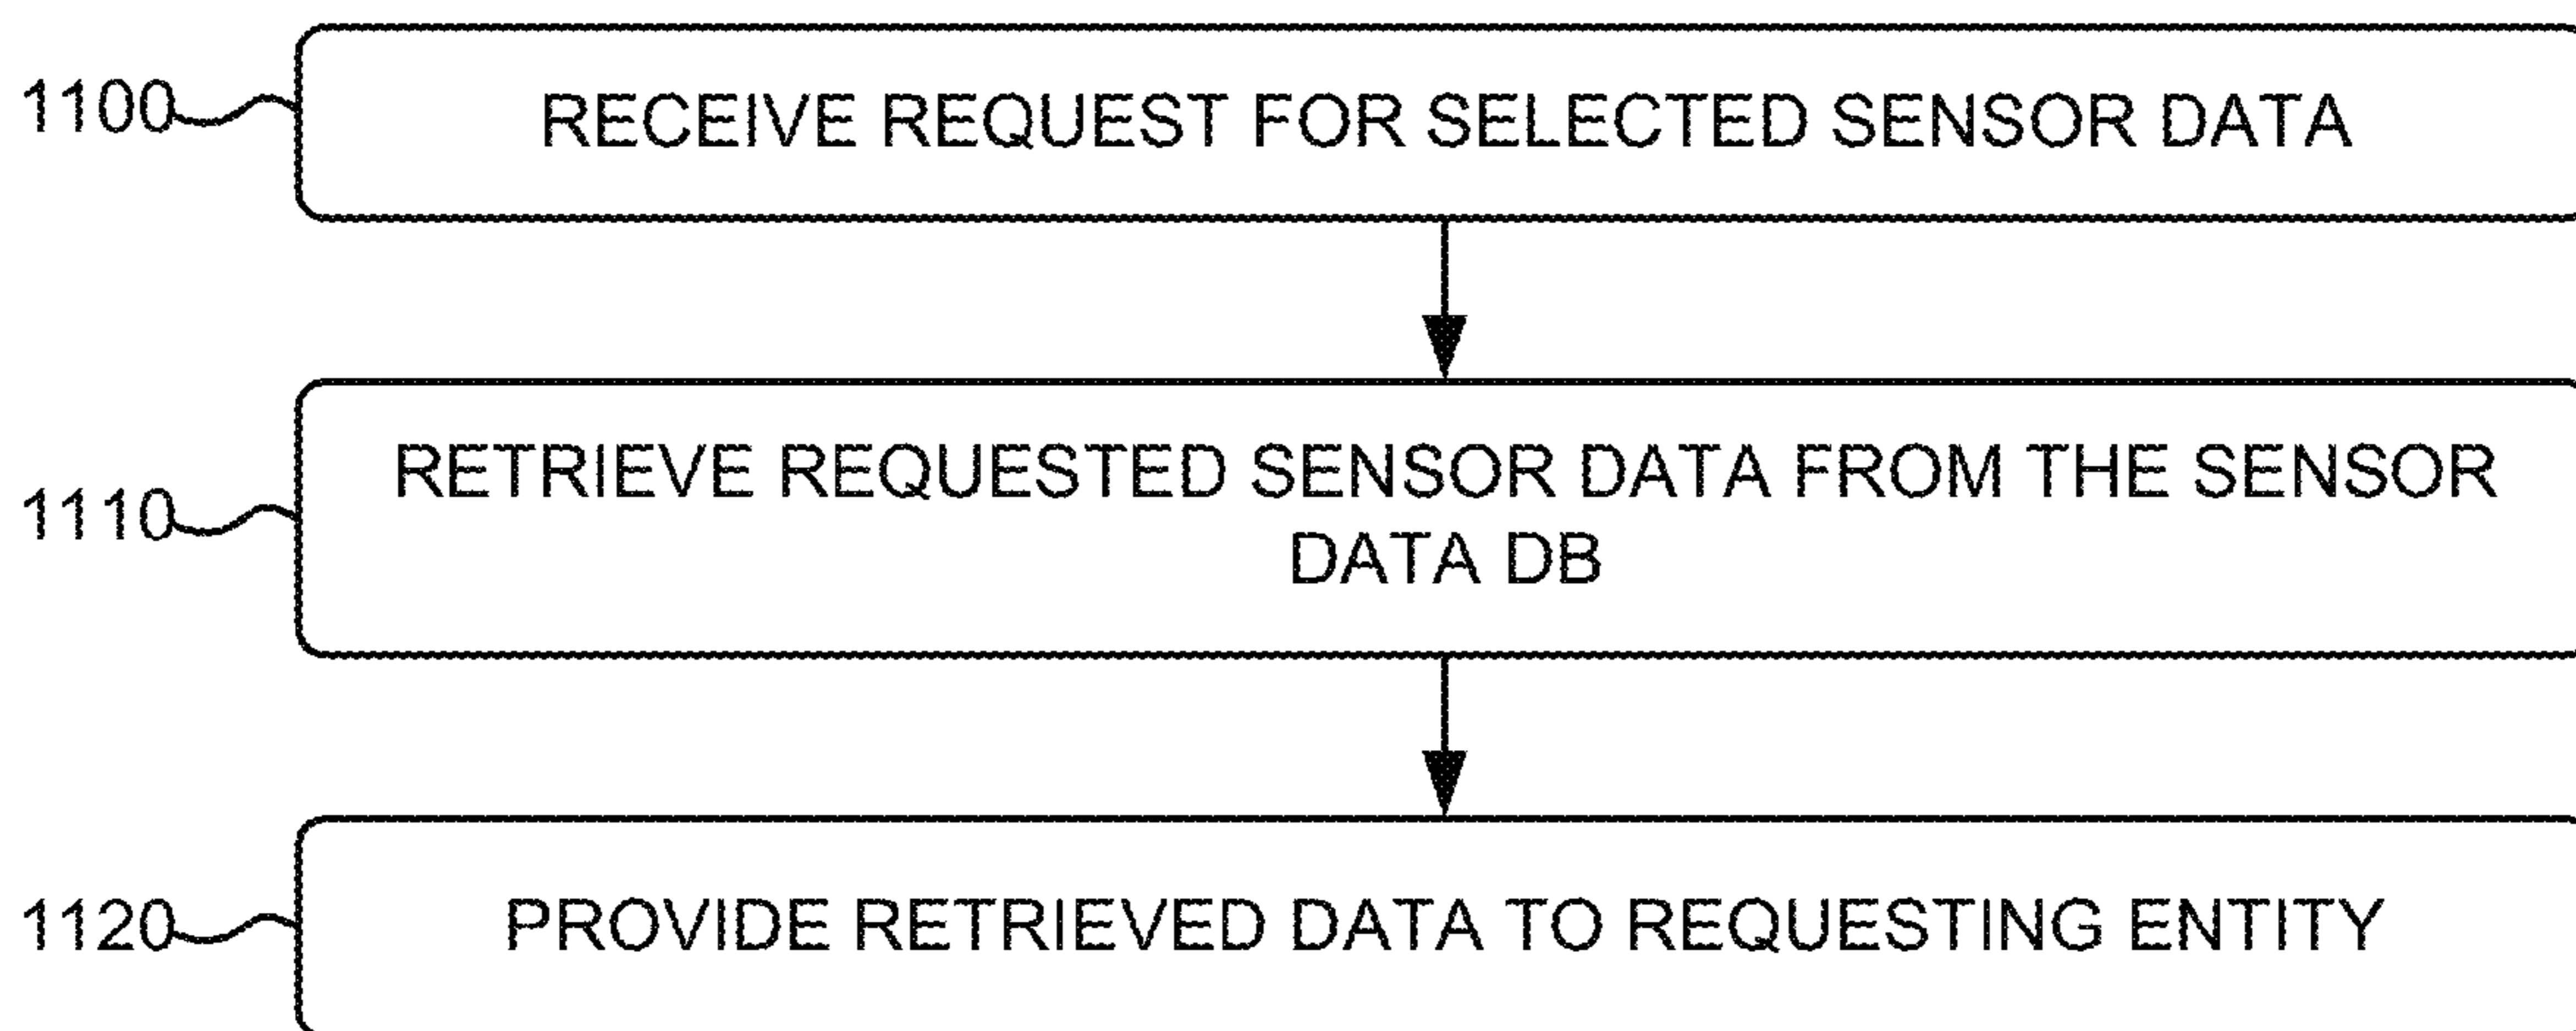 1100
RECEIVE REQUEST FOR SELECTED SENSOR DATA
1110
RETRIEVE REQUESTED SENSOR DATA FROM THE SENSOR
DATA DB
1120
PROVIDE RETRIEVED DATA TO REQUESTING ENTITY